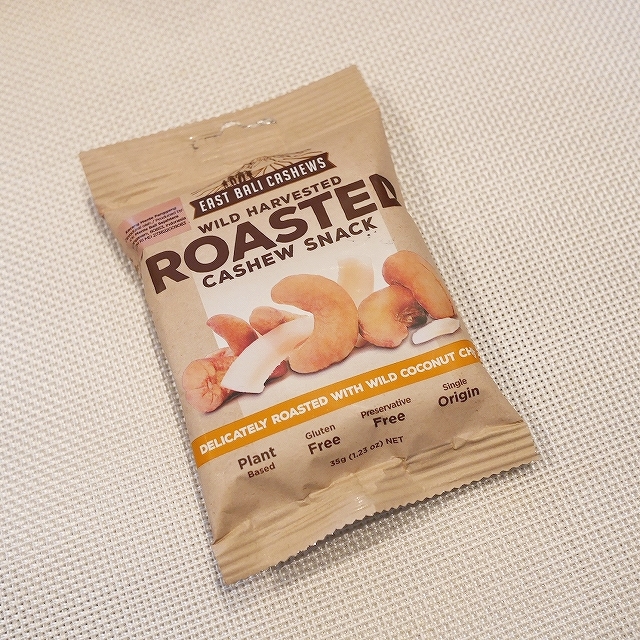 EAST BALI CASHEWS
WILD HARVESTED
ROASTED
CASHEW SNACK
DELICATELY ROASTED WITH WILD COCONUT CH
Plant
Based
Gluten
Free
Preservative
Free
Single
Origin
35g (1.23 oz) NET